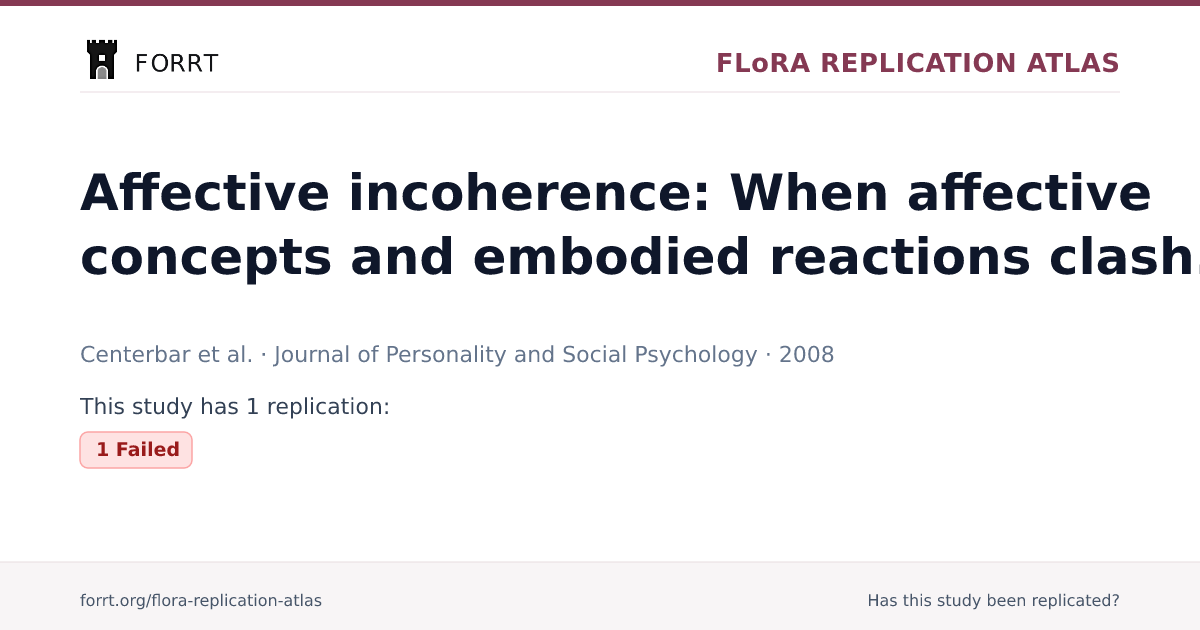 FORRT
FLoRA REPLICATION ATLAS
Affective incoherence: When affective
concepts and embodied reactions clash.
Centerbar et al. · Journal of Personality and Social Psychology · 2008
This study has 1 replication:
1 Failed
forrt.org/flora-replication-atlas
Has this study been replicated?